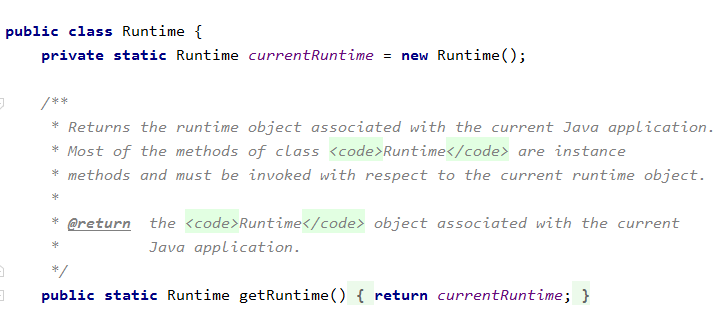 public class Runtime {
    private static Runtime currentRuntime = new Runtime();
    /**
     * Returns the runtime object associated with the current Java application.
     * Most of the methods of class <code>Runtime</code> are instance
     * methods and must be invoked with respect to the current runtime object.
     *
     * @return  the <code>Runtime</code> object associated with the current
     *          Java application.
     */
    public static Runtime getRuntime() { return currentRuntime; }